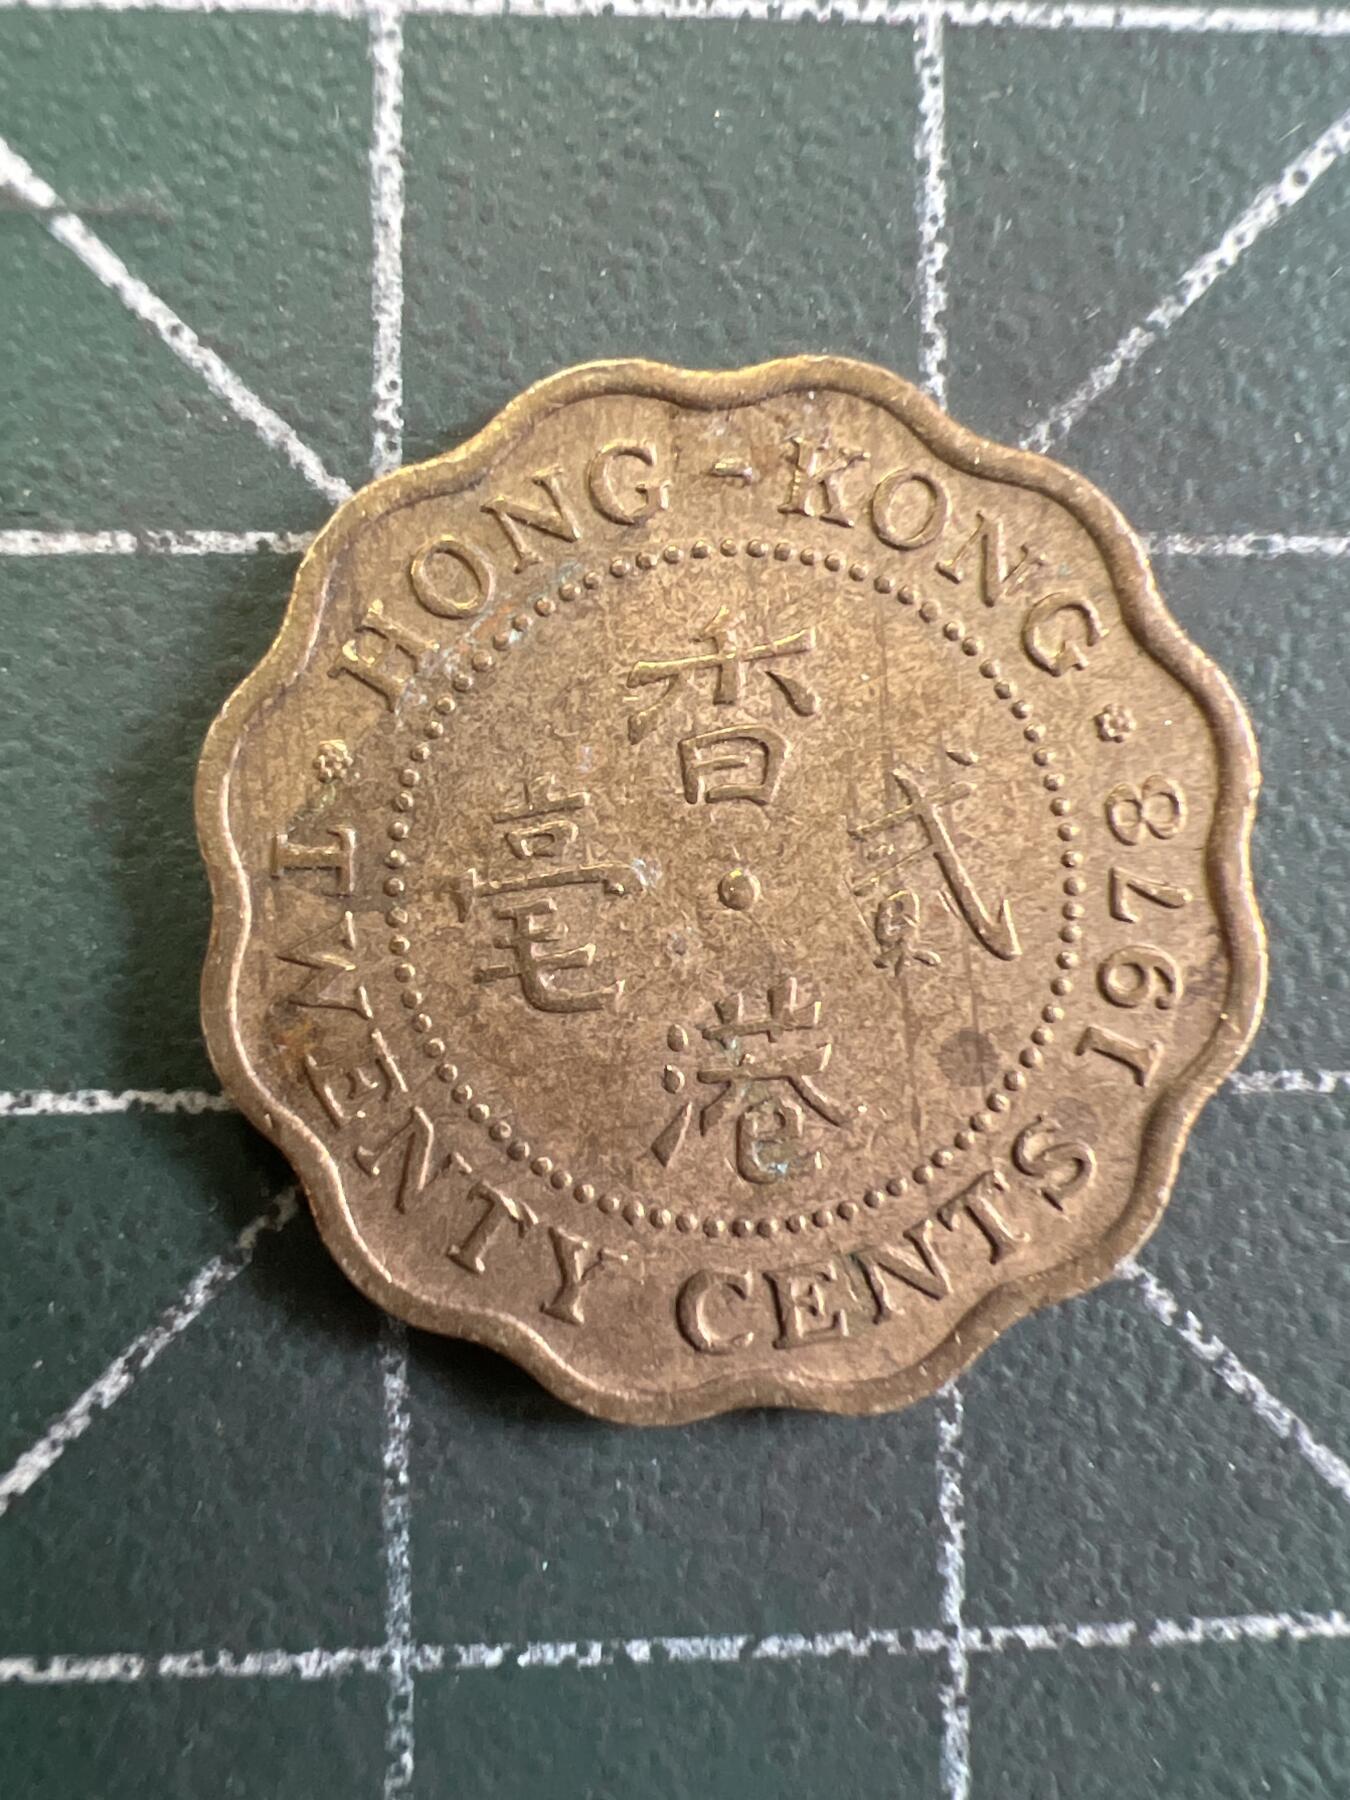 HONG-KONG
1978
TWENTY CENTS
香港
貳毫